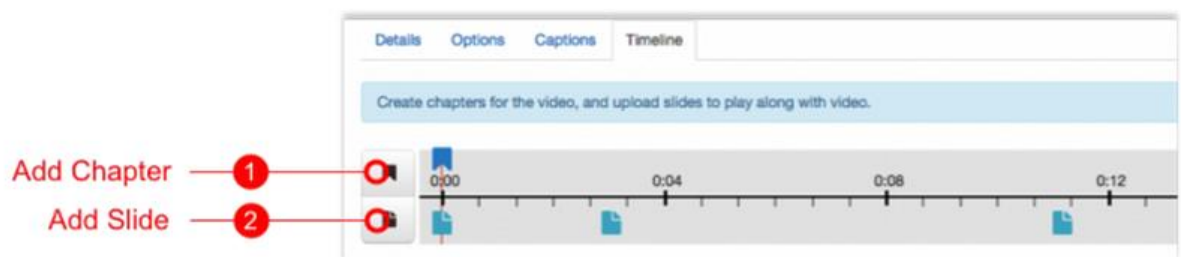 Details Options Captions Timeline
Create chapters for the video, and upload slides to play along with video.
Add Chapter 1
0:00 0:04 0:08 0:12
Add Slide 2